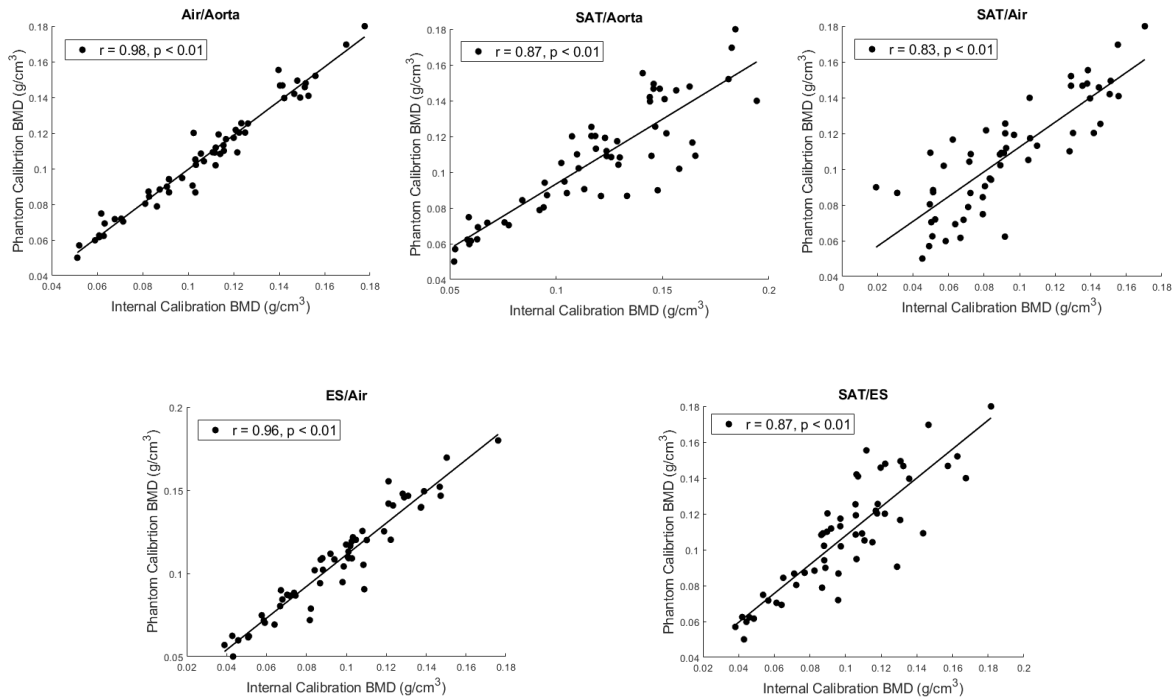 Air/Aorta
r = 0.98, p < 0.01
Phantom Calibrtion BMD (g/cm³)
0.18
0.16
0.14
0.12
0.1
0.08
0.06
0.04
0.04 0.06 0.08 0.1 0.12 0.14 0.16 0.18
Internal Calibration BMD (g/cm³)
SAT/Aorta
r = 0.87, p < 0.01
Phantom Calibrtion BMD (g/cm³)
0.18
0.16
0.14
0.12
0.1
0.08
0.06
0.04
0.05 0.1 0.15 0.2
Internal Calibration BMD (g/cm³)
SAT/Air
r = 0.83, p < 0.01
Phantom Calibrtion BMD (g/cm³)
0.18
0.16
0.14
0.12
0.1
0.08
0.06
0.04
0 0.02 0.04 0.06 0.08 0.1 0.12 0.14 0.16 0.18
Internal Calibration BMD (g/cm³)
ES/Air
r = 0.96, p < 0.01
Phantom Calibrtion BMD (g/cm³)
0.2
0.15
0.1
0.05
0.02 0.04 0.06 0.08 0.1 0.12 0.14 0.16 0.18
Internal Calibration BMD (g/cm³)
SAT/ES
r = 0.87, p < 0.01
Phantom Calibrtion BMD (g/cm³)
0.18
0.16
0.14
0.12
0.1
0.08
0.06
0.04
0.02 0.04 0.06 0.08 0.1 0.12 0.14 0.16 0.18 0.2
Internal Calibration BMD (g/cm³)